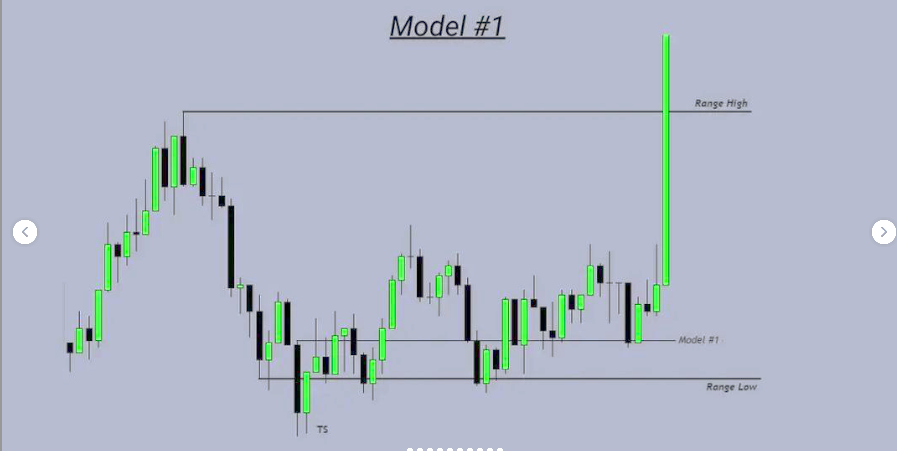 Model #1
Range High
Model #1
Range Low
TS